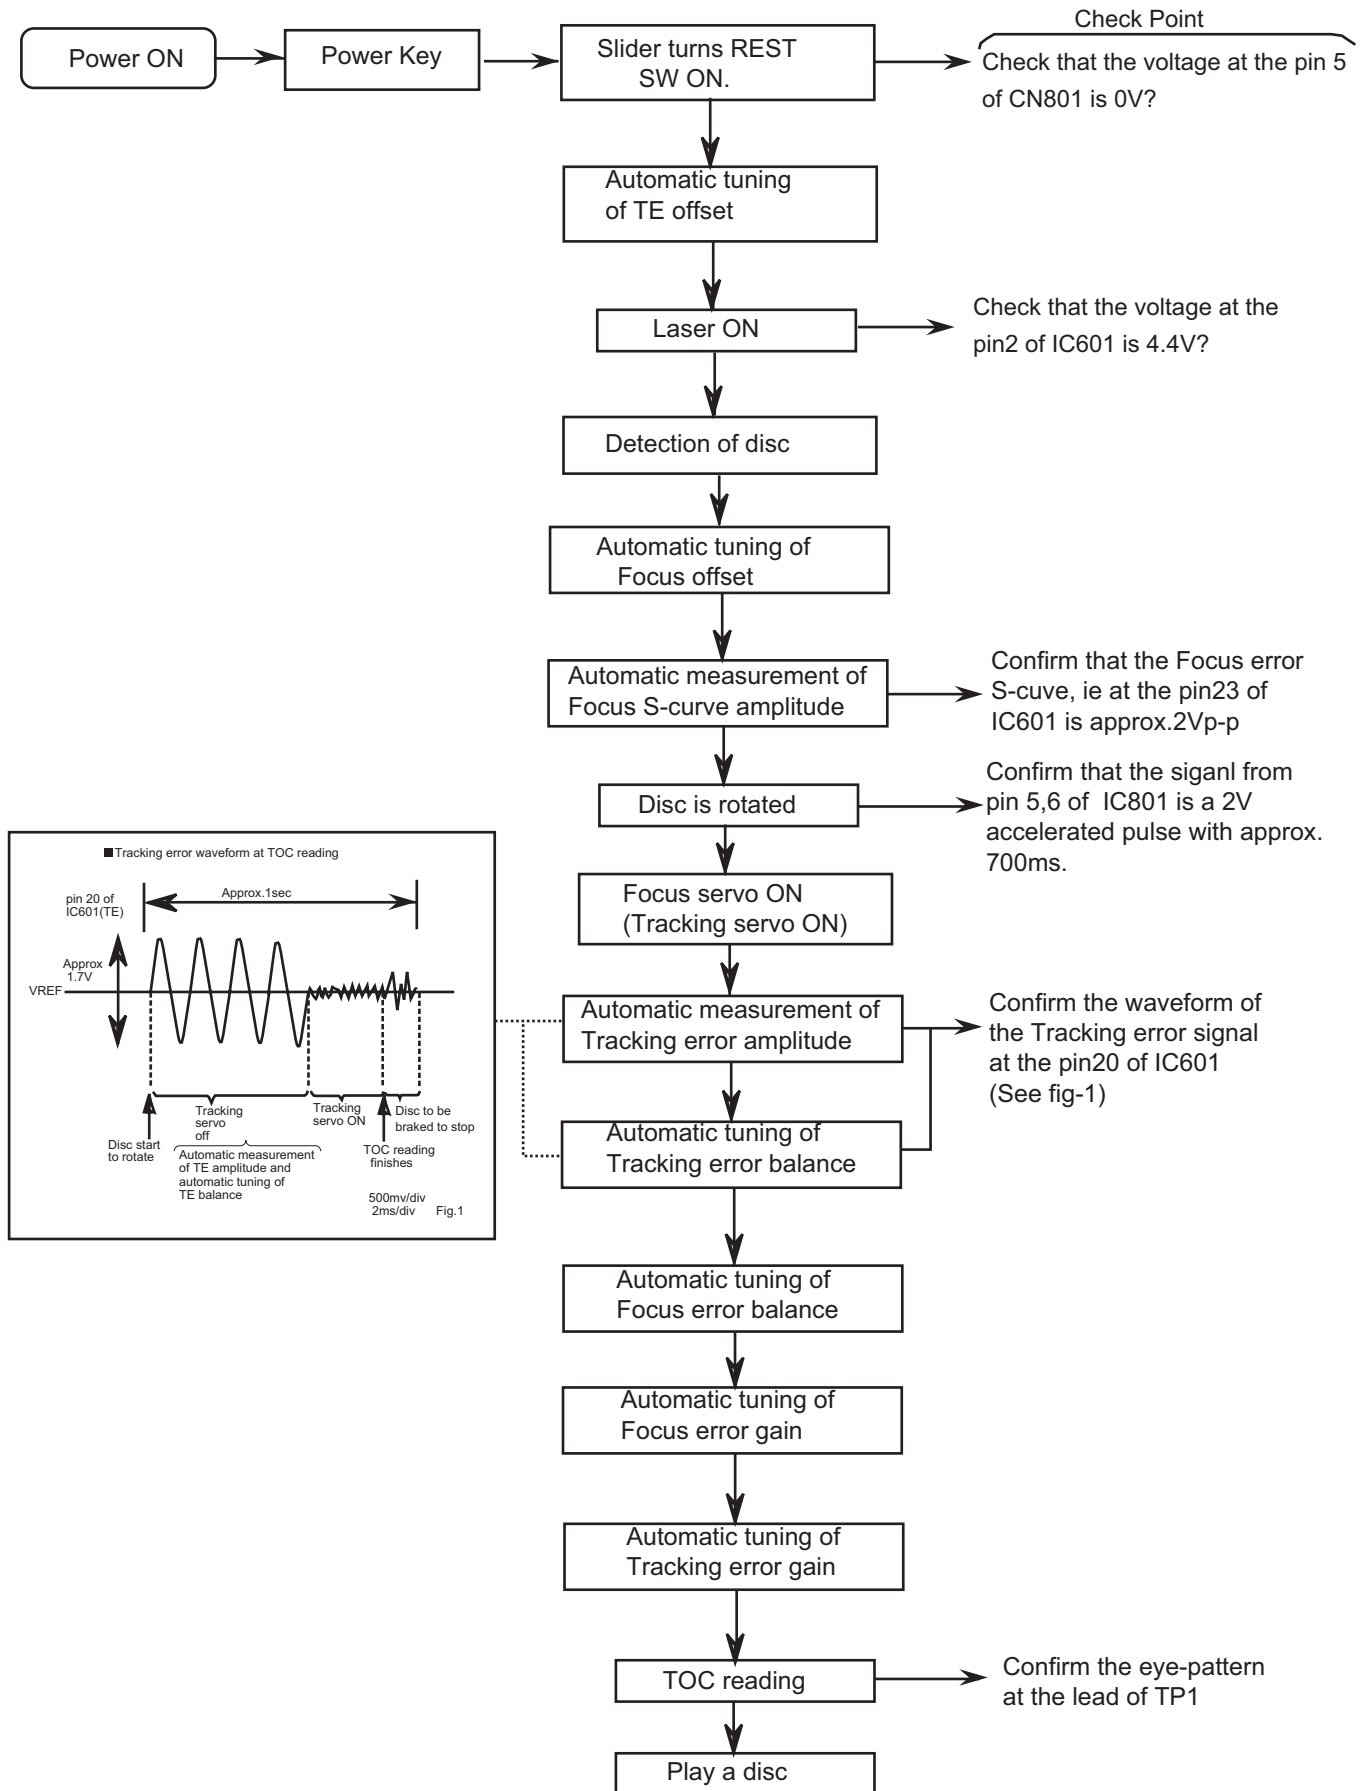 Check Point
Power ON
Power Key
Slider turns REST
SW ON.
Check that the voltage at the pin 5
of CN801 is 0V?
Automatic tuning
of TE offset
Laser ON
Check that the voltage at the
pin2 of IC601 is 4.4V?
Detection of disc
Automatic tuning of
Focus offset
Automatic measurement of
Focus S-curve amplitude
Confirm that the Focus error
S-cuve, ie at the pin23 of
IC601 is approx.2Vp-p
Disc is rotated
Confirm that the siganl from
pin 5,6 of IC801 is a 2V
accelerated pulse with approx.
700ms.
Focus servo ON
(Tracking servo ON)
Automatic measurement of
Tracking error amplitude
Confirm the waveform of
the Tracking error signal
at the pin20 of IC601
(See fig-1)
Automatic tuning of
Tracking error balance
■Tracking error waveform at TOC reading
pin 20 of
IC601(TE)
Approx.1sec
Approx
1.7V
VREF
Disc start
to rotate
Tracking
servo
off
Tracking
servo ON
Disc to be
braked to stop
Automatic measurement
of TE amplitude and
automatic tuning of
TE balance
TOC reading
finishes
500mv/div
2ms/div Fig.1
Automatic tuning of
Focus error balance
Automatic tuning of
Focus error gain
Automatic tuning of
Tracking error gain
TOC reading
Confirm the eye-pattern
at the lead of TP1
Play a disc